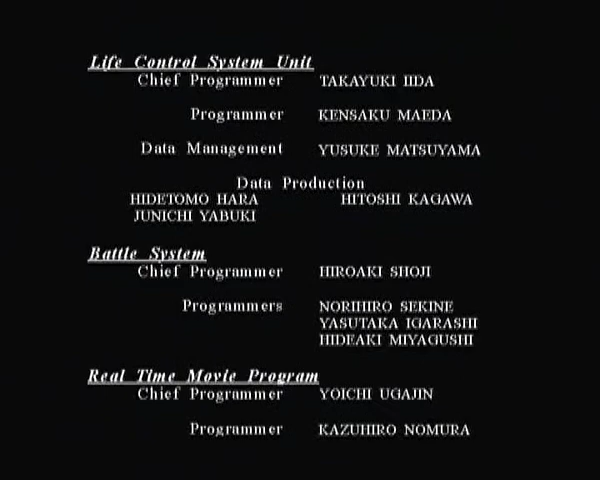 Life Control System Unit
Chief Programmer TAKAYUKI IIDA
Programmer KENSAKU MAEDA
Data Management YUSUKE MATSUYAMA
Data Production
HIDETOMO HARA HITOSHI KAGAWA
JUNICHI YABUKI
Battle System
Chief Programmer HIROAKI SHOJI
Programmers NORIHIRO SEKINE
YASUTAKA IGARASHI
HIDEAKI MIYAGUSHI
Real Time Movie Program
Chief Programmer YOICHI UGAJIN
Programmer KAZUHIRO NOMURA